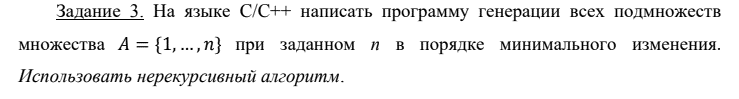 Задание 3. На языке C/C++ написать программу генерации всех подмножеств
множества A = {1, … , n} при заданном n в порядке минимального изменения.
Использовать нерекурсивный алгоритм.